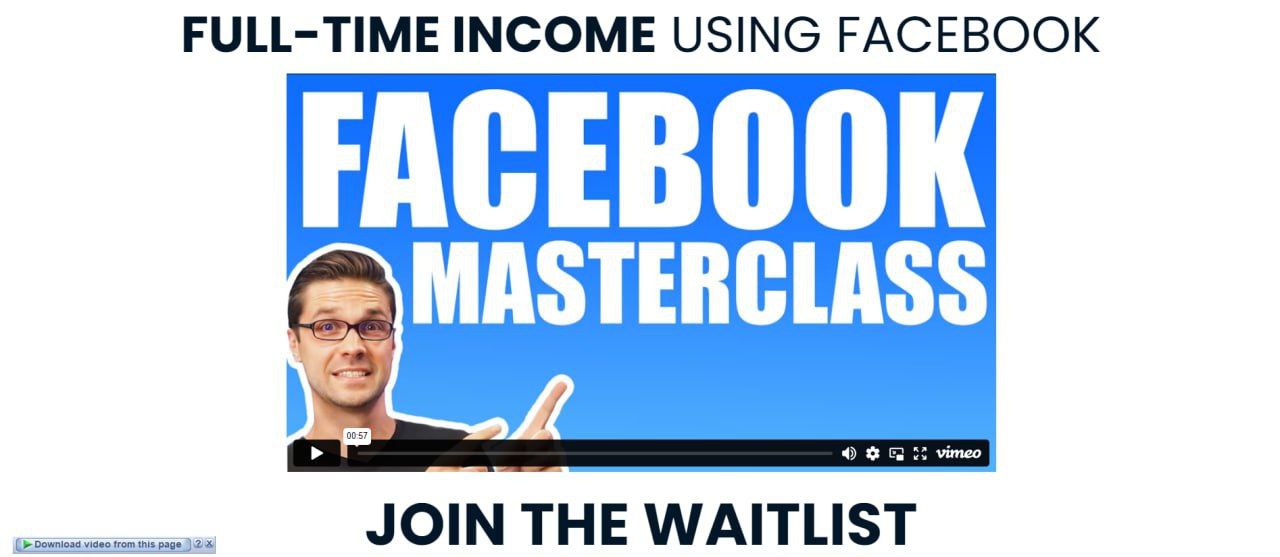 FULL-TIME INCOME USING FACEBOOK
FACEBOOK
MASTERCLASS
00:57
vimeo
JOIN THE WAITLIST
Download video from this page ? X